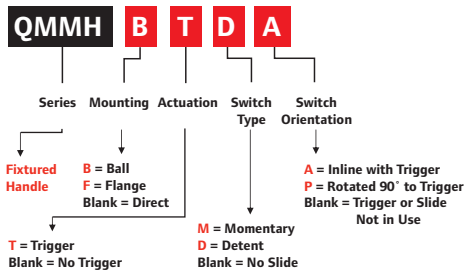 QMMH B T D A
Series Mounting Actuation Switch Type Switch Orientation
Fixtured Handle
B = Ball
F = Flange
Blank = Direct
T = Trigger
Blank = No Trigger
M = Momentary
D = Detent
Blank = No Slide
A = Inline with Trigger
P = Rotated 90˚ to Trigger
Blank = Trigger or Slide
Not in Use